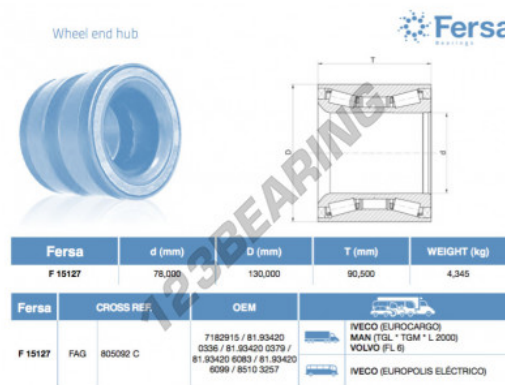 Wheel end hub
Fersa
Bearings
T
D
d
123BEARING
Fersa d (mm) D (mm) T (mm) WEIGHT (kg)
F 15127 78,000 130,000 90,500 4,345
Fersa CROSS REF. OEM
F 15127 FAG 805092 C
7182915 / 81.93420
0336 / 81.93420 0379 /
81.93420 6083 / 81.93420
6099 / 8510 3257
IVECO (EUROCARGO)
MAN (TGL * TGM * L 2000)
VOLVO (FL 6)
IVECO (EUROPOLIS ELÉCTRICO)